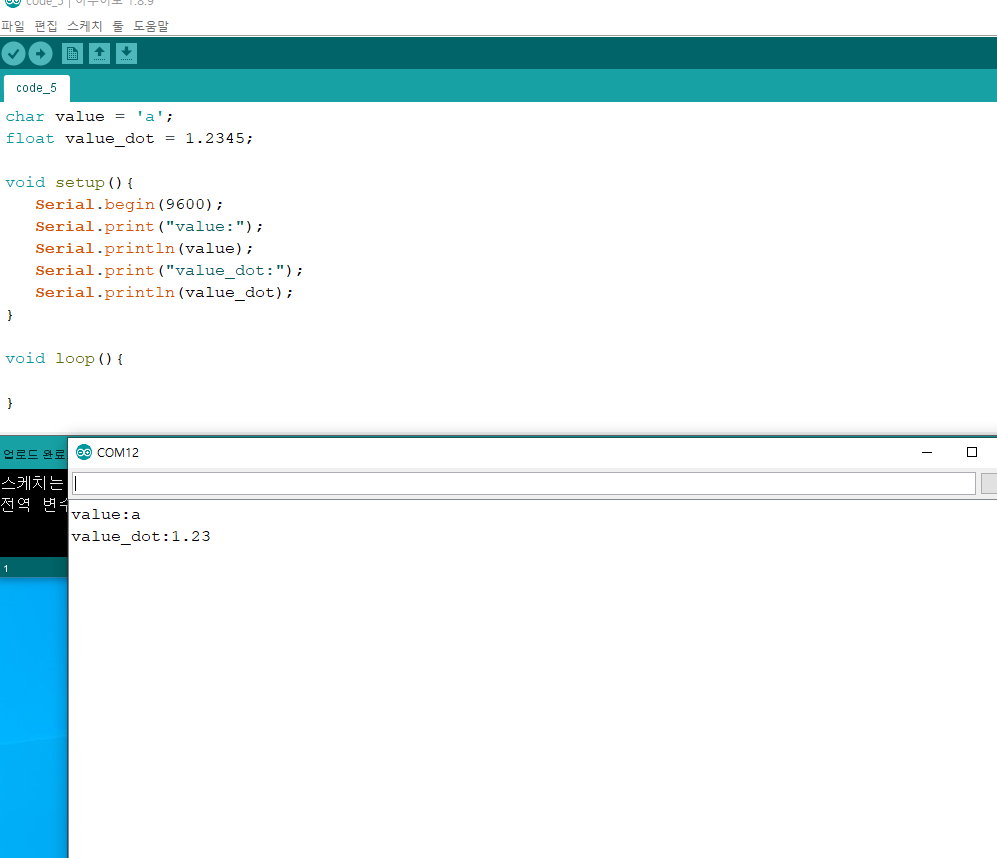 code_5 | 아두이노 1.8.9
파일 편집 스케치 툴 도움말
code_5
char value = 'a';
float value_dot = 1.2345;
void setup(){
Serial.begin(9600);
Serial.print("value:");
Serial.println(value);
Serial.print("value_dot:");
Serial.println(value_dot);
}
void loop(){
}
업로드 완료
스케치는
전역 변수
1
COM12
value:a
value_dot:1.23